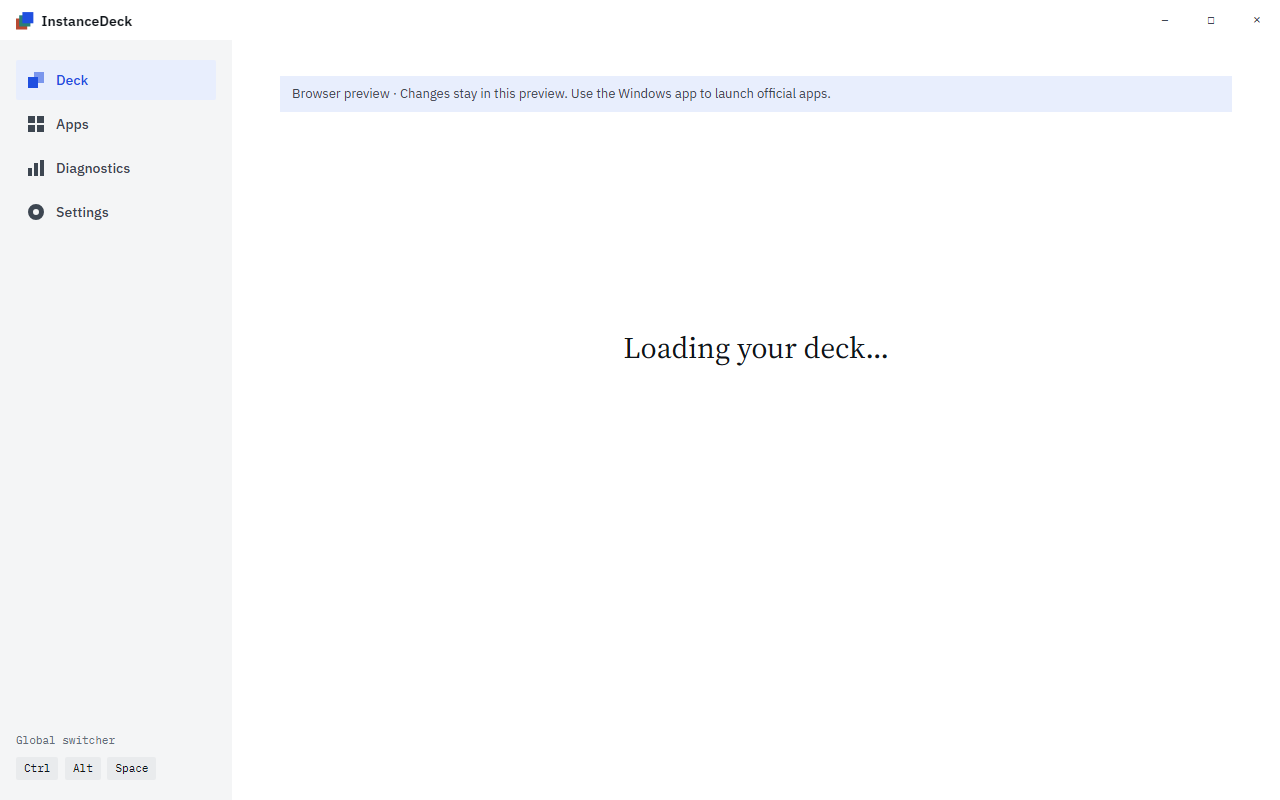 InstanceDeck
Deck
Apps
Diagnostics
Settings
Browser preview · Changes stay in this preview. Use the Windows app to launch official apps.
Loading your deck...
Global switcher
Ctrl Alt Space